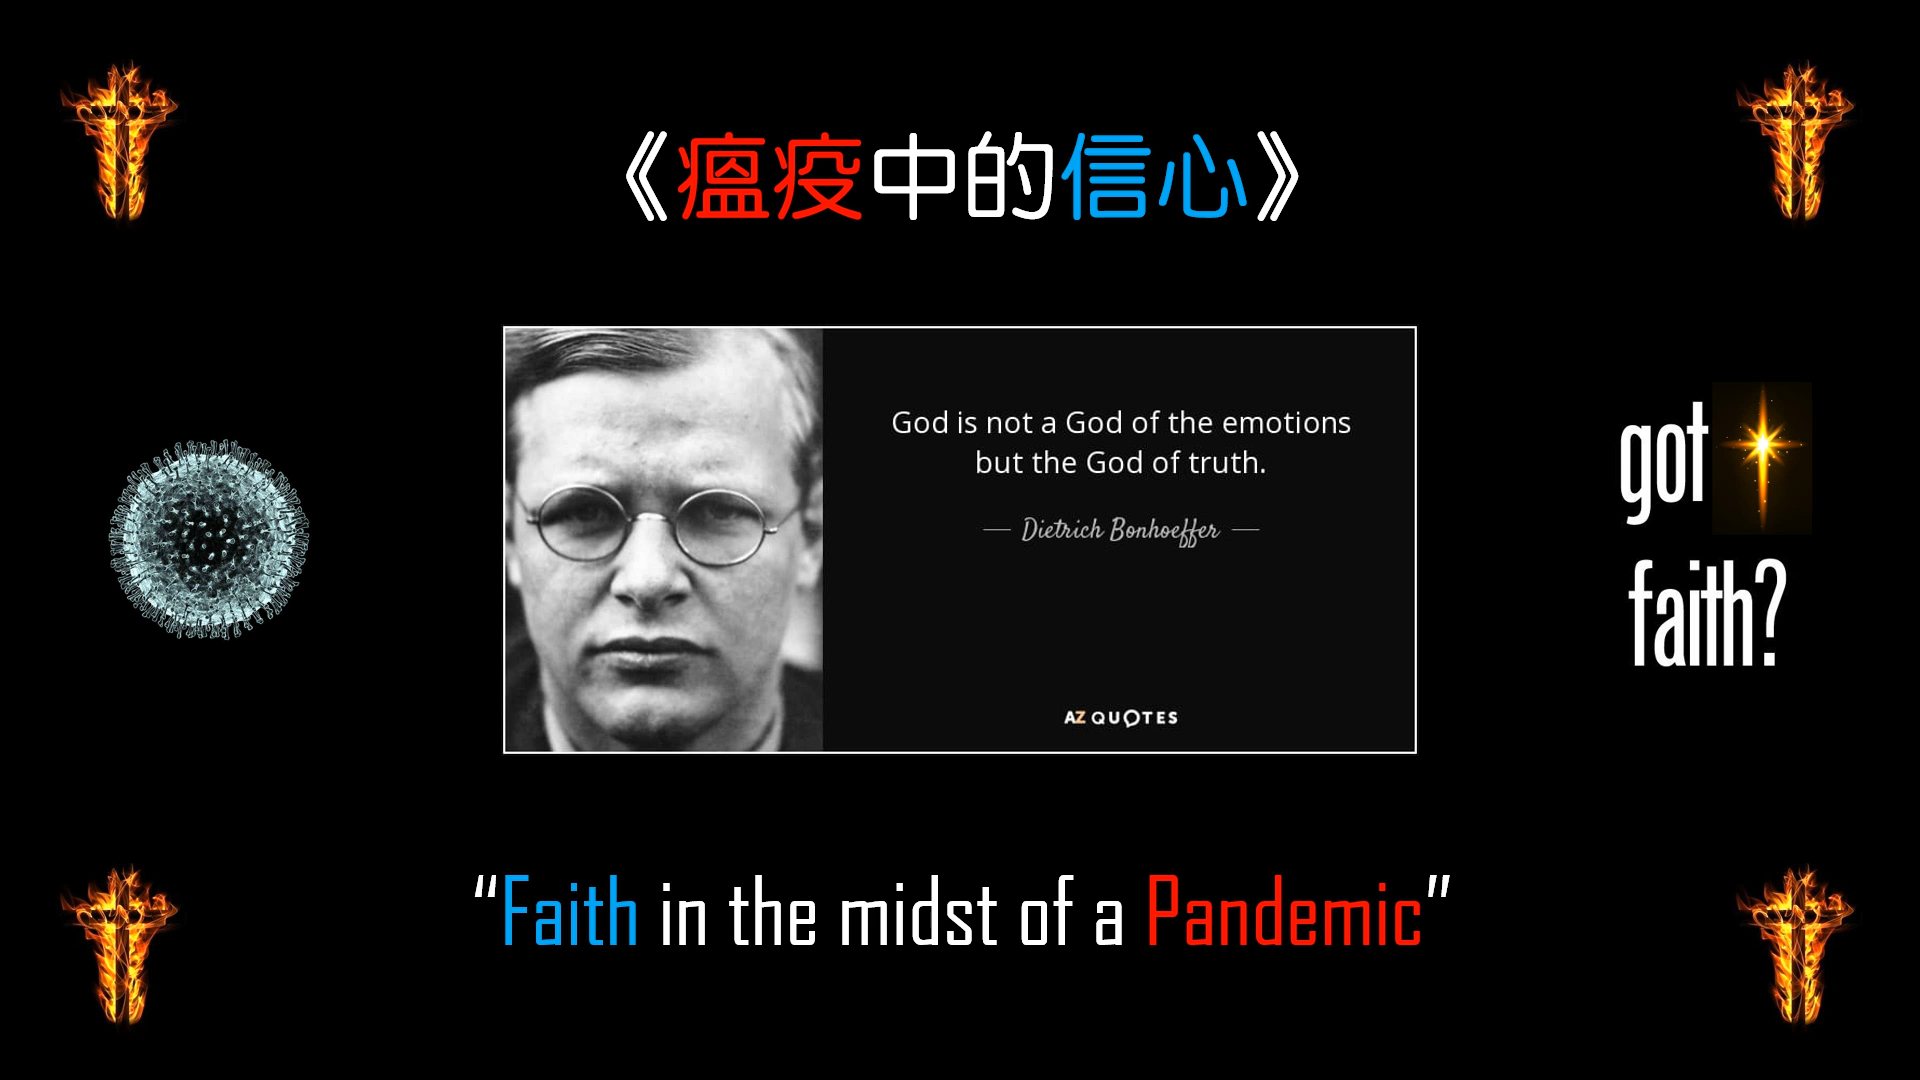 《瘟疫中的信心》
God is not a God of the emotions
but the God of truth.
— Dietrich Bonhoeffer —
AZ QUOTES
got
faith?
“Faith in the midst of a Pandemic”